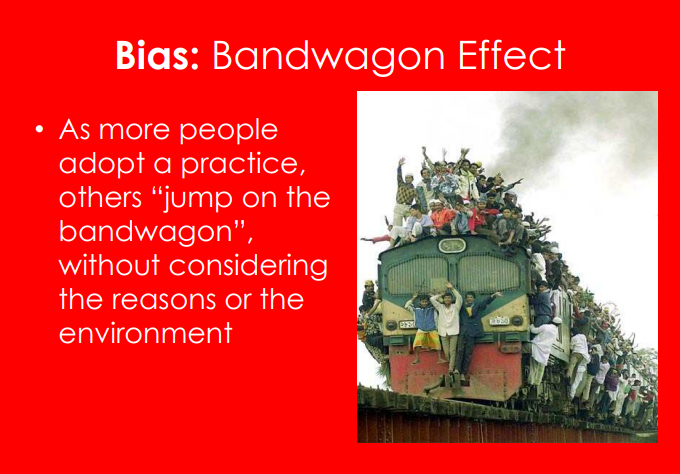 Bias: Bandwagon Effect
• As more people
adopt a practice,
others “jump on the
bandwagon”,
without considering
the reasons or the
environment